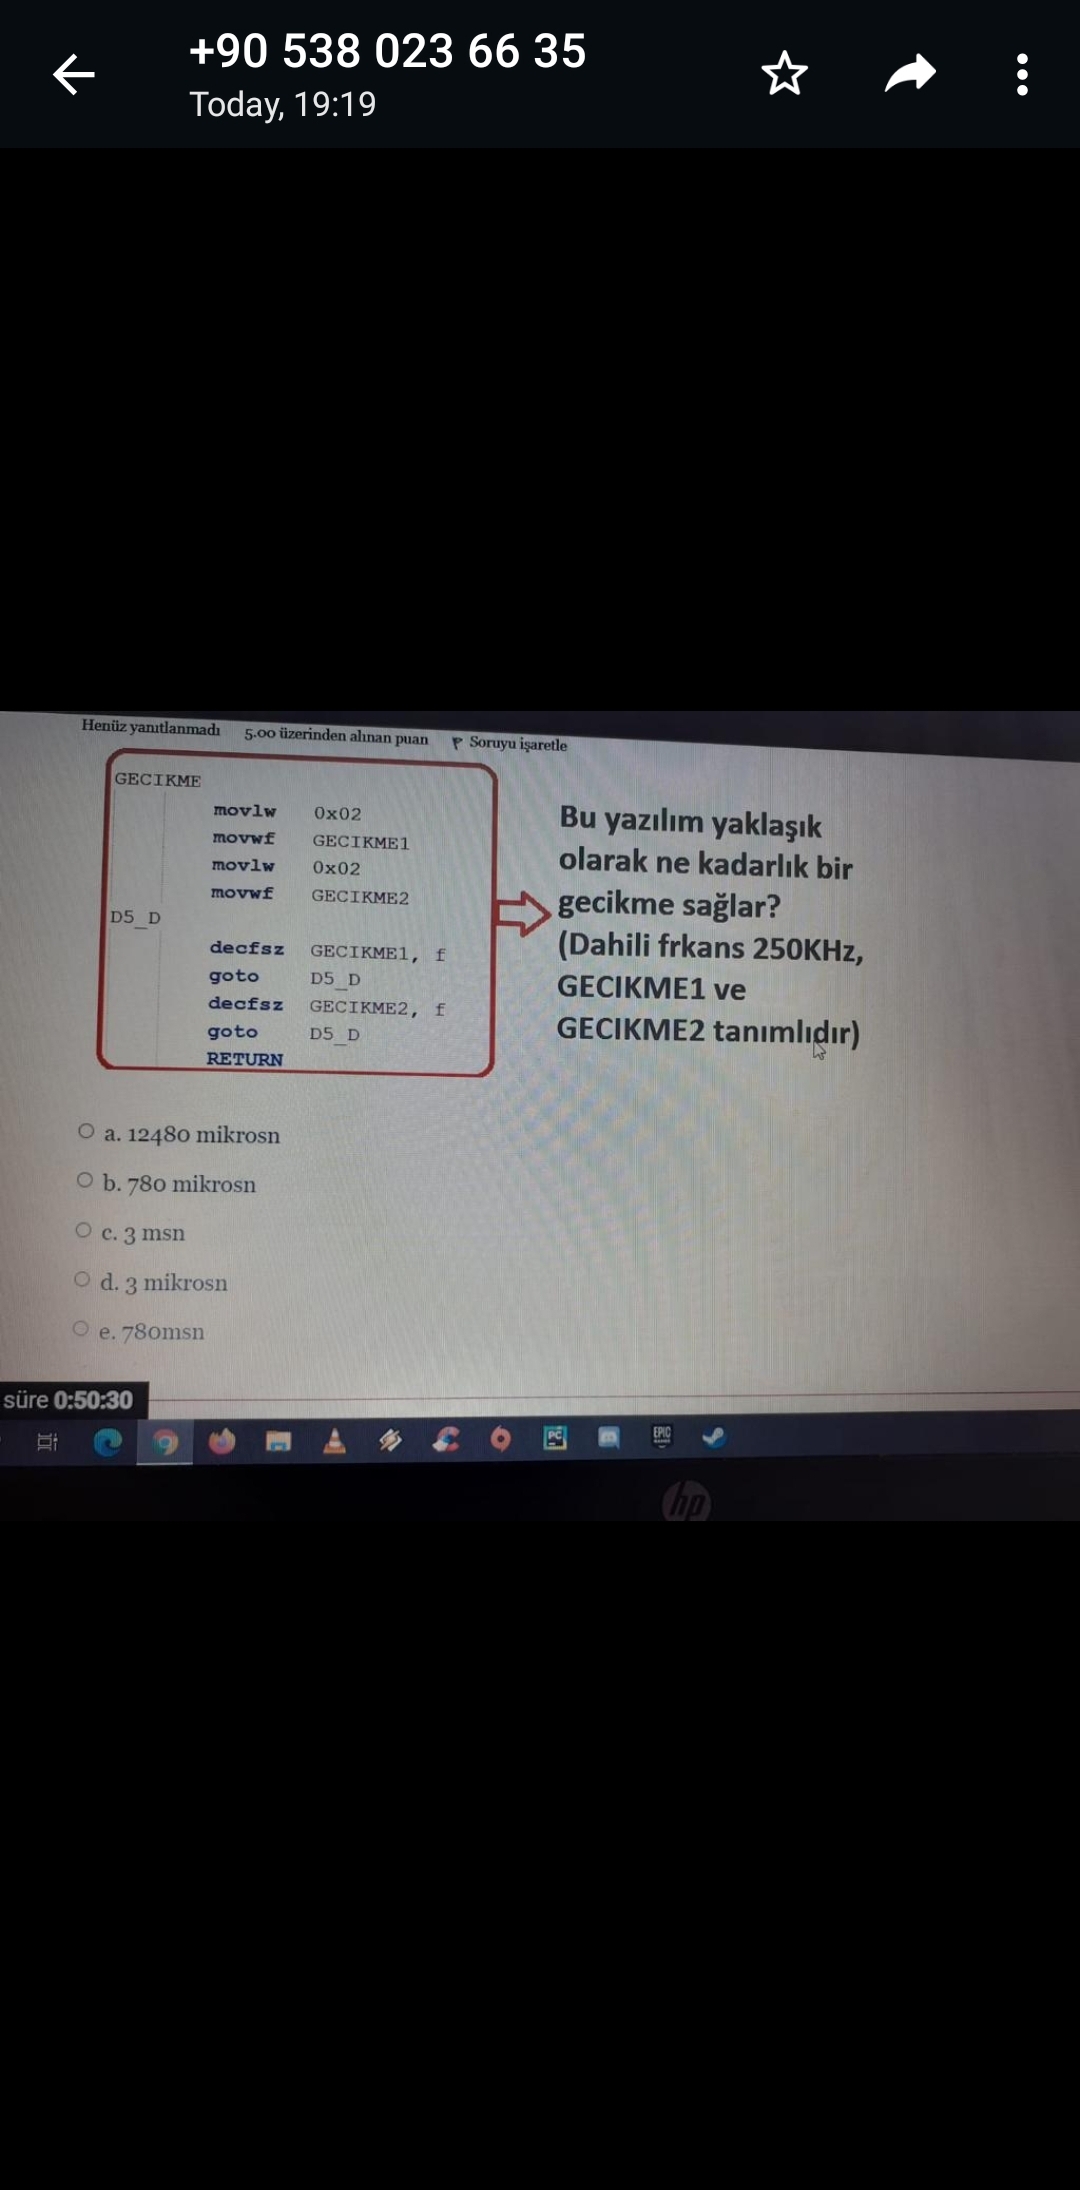 +90 538 023 66 35
Today, 19:19
Henüz yanıtlanmadı 5.00 üzerinden alınan puan Soruyu işaretle
GECIKME
movlw 0x02
movwf GECIKME1
movlw 0x02
movwf GECIKME2
D5_D
decfsz GECIKME1, f
goto D5_D
decfsz GECIKME2, f
goto D5_D
RETURN
Bu yazılım yaklaşık
olarak ne kadarlık bir
gecikme sağlar?
(Dahili frkans 250KHz,
GECIKME1 ve
GECIKME2 tanımlıdır)
a. 12480 mikrosn
b. 780 mikrosn
c. 3 msn
d. 3 mikrosn
e. 780msn
süre 0:50:30
PC
EPIC
hp